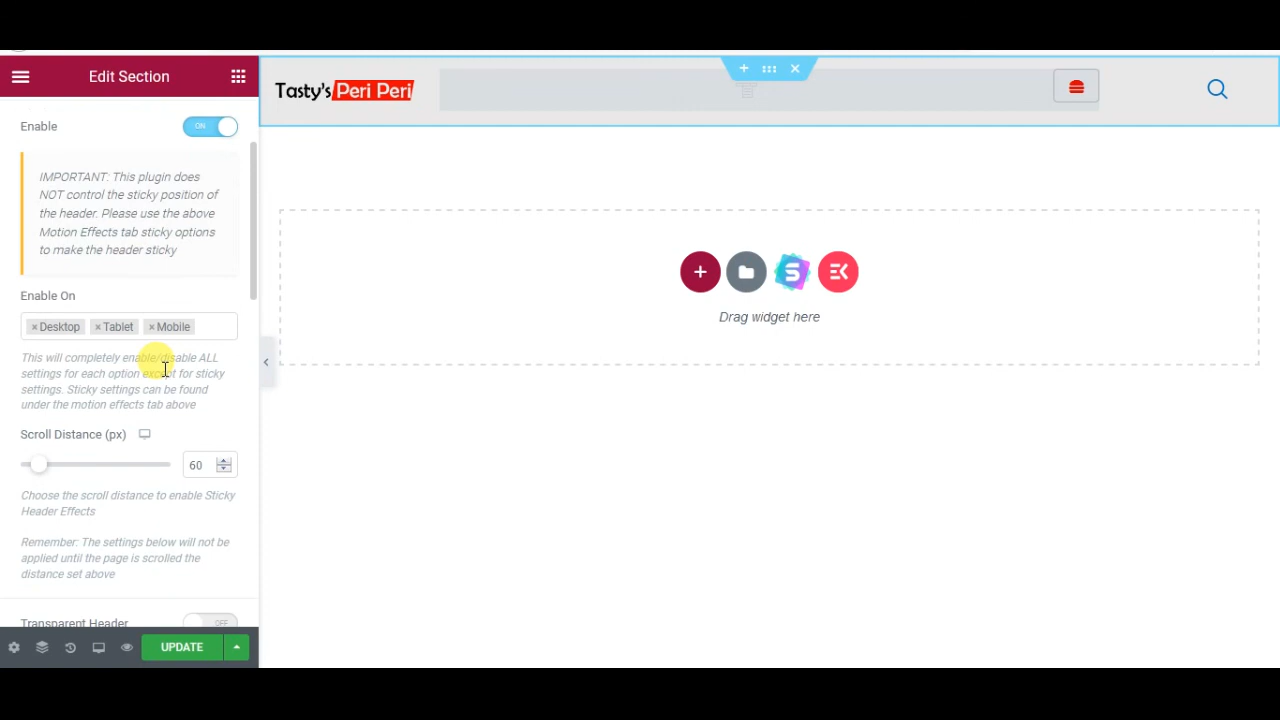 Edit Section
Tasty's Peri Peri
Enable
ON
IMPORTANT: This plugin does
NOT control the sticky position of
the header. Please use the above
Motion Effects tab sticky options
to make the header sticky
Enable On
×Desktop ×Tablet ×Mobile
This will completely enable/disable ALL
settings for each option except for sticky
settings. Sticky settings can be found
under the motion effects tab above
Scroll Distance (px)
60
Choose the scroll distance to enable Sticky
Header Effects
Remember: The settings below will not be
applied until the page is scrolled the
distance set above
Transparent Header
OFF
UPDATE
Drag widget here